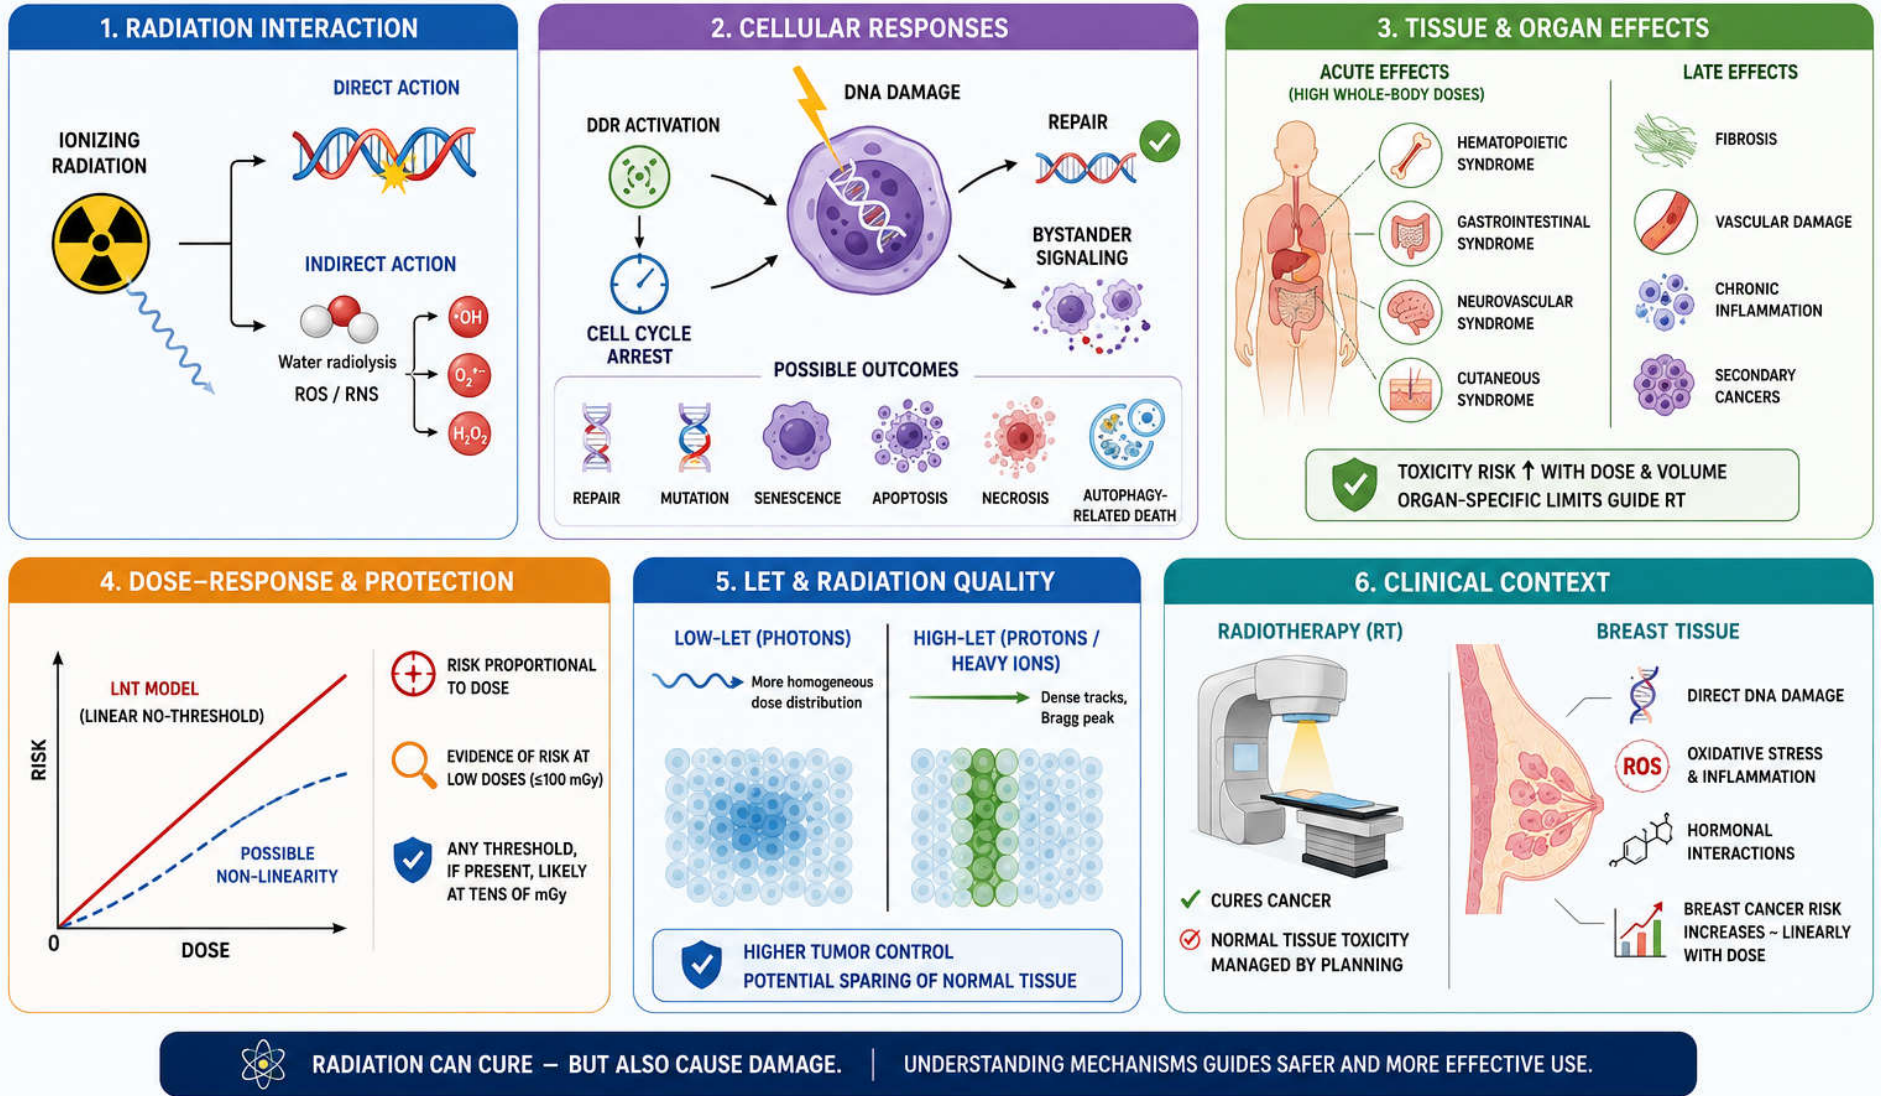 1. RADIATION INTERACTION
IONIZING
RADIATION
DIRECT ACTION
INDIRECT ACTION
Water radiolysis
ROS / RNS
•OH
O₂•−
H₂O₂
2. CELLULAR RESPONSES
DDR ACTIVATION
CELL CYCLE
ARREST
DNA DAMAGE
REPAIR
BYSTANDER
SIGNALING
POSSIBLE OUTCOMES
REPAIR
MUTATION
SENESCENCE
APOPTOSIS
NECROSIS
AUTOPHAGY-
RELATED DEATH
3. TISSUE & ORGAN EFFECTS
ACUTE EFFECTS
(HIGH WHOLE-BODY DOSES)
HEMATOPOIETIC
SYNDROME
GASTROINTESTINAL
SYNDROME
NEUROVASCULAR
SYNDROME
CUTANEOUS
SYNDROME
LATE EFFECTS
FIBROSIS
VASCULAR DAMAGE
CHRONIC
INFLAMMATION
SECONDARY
CANCERS
TOXICITY RISK ↑ WITH DOSE & VOLUME
ORGAN-SPECIFIC LIMITS GUIDE RT
4. DOSE–RESPONSE & PROTECTION
RISK
LNT MODEL
(LINEAR NO-THRESHOLD)
POSSIBLE
NON-LINEARITY
0
DOSE
RISK PROPORTIONAL
TO DOSE
EVIDENCE OF RISK AT
LOW DOSES (≤100 mGy)
ANY THRESHOLD,
IF PRESENT, LIKELY
AT TENS OF mGy
5. LET & RADIATION QUALITY
LOW-LET (PHOTONS)
More homogeneous
dose distribution
HIGH-LET (PROTONS /
HEAVY IONS)
Dense tracks,
Bragg peak
HIGHER TUMOR CONTROL
POTENTIAL SPARING OF NORMAL TISSUE
6. CLINICAL CONTEXT
RADIOTHERAPY (RT)
CURES CANCER
NORMAL TISSUE TOXICITY
MANAGED BY PLANNING
BREAST TISSUE
DIRECT DNA DAMAGE
ROS
OXIDATIVE STRESS
& INFLAMMATION
HORMONAL
INTERACTIONS
BREAST CANCER RISK
INCREASES ~ LINEARLY
WITH DOSE
RADIATION CAN CURE — BUT ALSO CAUSE DAMAGE.
UNDERSTANDING MECHANISMS GUIDES SAFER AND MORE EFFECTIVE USE.